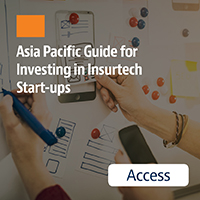 Asia Pacific Guide for
Investing in Insurtech
Start-ups
Access